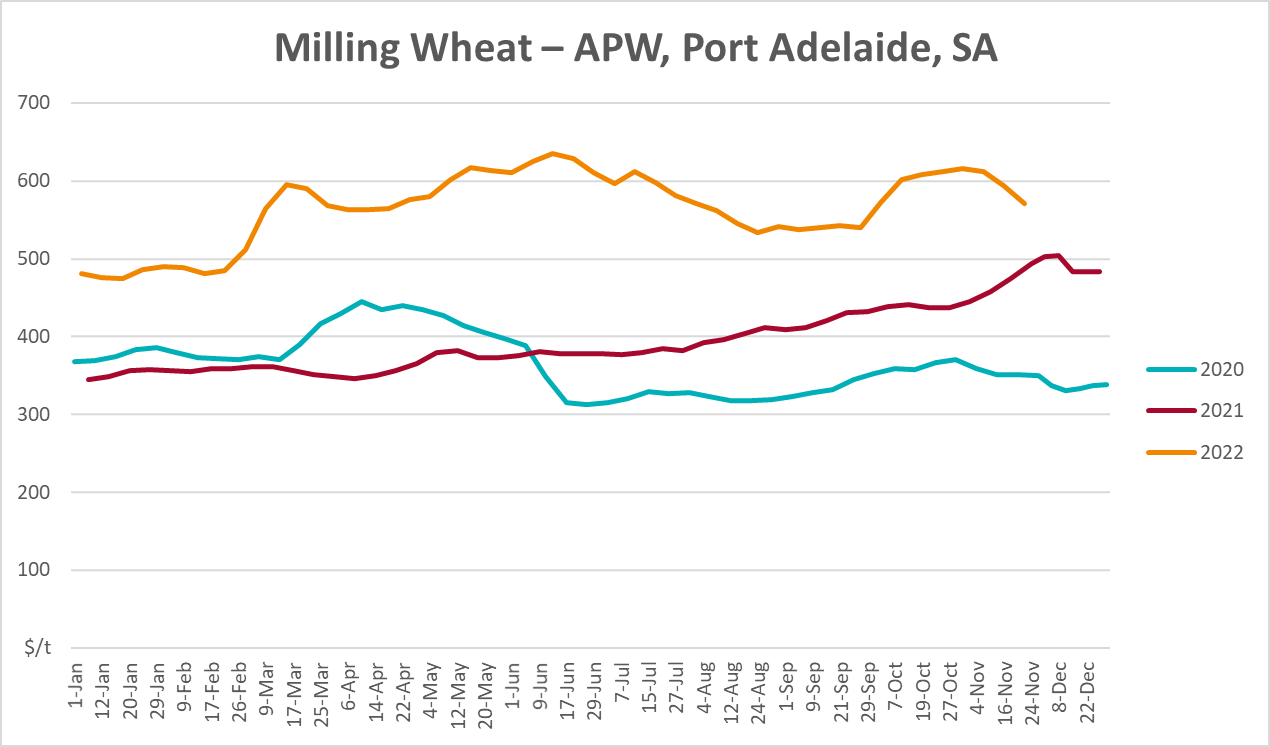 Milling Wheat – APW, Port Adelaide, SA
700
600
500
400
300
200
100
$/t
1-Jan
12-Jan
20-Jan
29-Jan
9-Feb
17-Feb
26-Feb
9-Mar
17-Mar
25-Mar
6-Apr
14-Apr
22-Apr
4-May
12-May
20-May
1-Jun
9-Jun
17-Jun
29-Jun
7-Jul
15-Jul
27-Jul
4-Aug
12-Aug
24-Aug
1-Sep
9-Sep
21-Sep
29-Sep
7-Oct
19-Oct
27-Oct
4-Nov
16-Nov
24-Nov
8-Dec
22-Dec
2020
2021
2022